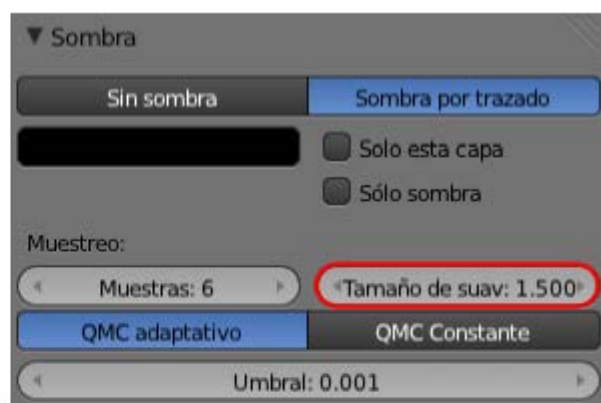 Sombra
Sin sombra Sombra por trazado
Solo esta capa
Sólo sombra
Muestreo:
Muestras: 6 Tamaño de suav: 1.500
QMC adaptativo QMC Constante
Umbral: 0.001